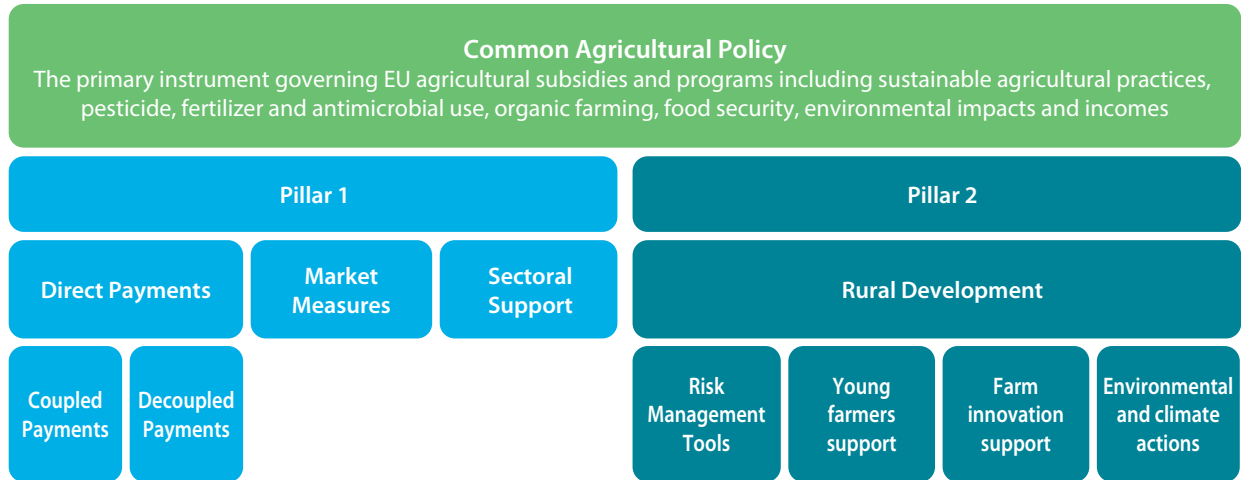 Common Agricultural Policy
The primary instrument governing EU agricultural subsidies and programs including sustainable agricultural practices,
pesticide, fertilizer and antimicrobial use, organic farming, food security, environmental impacts and incomes
Pillar 1
Pillar 2
Direct Payments
Market
Measures
Sectoral
Support
Rural Development
Coupled
Payments
Decoupled
Payments
Risk
Management
Tools
Young
farmers
support
Farm
innovation
support
Environmental
and climate
actions